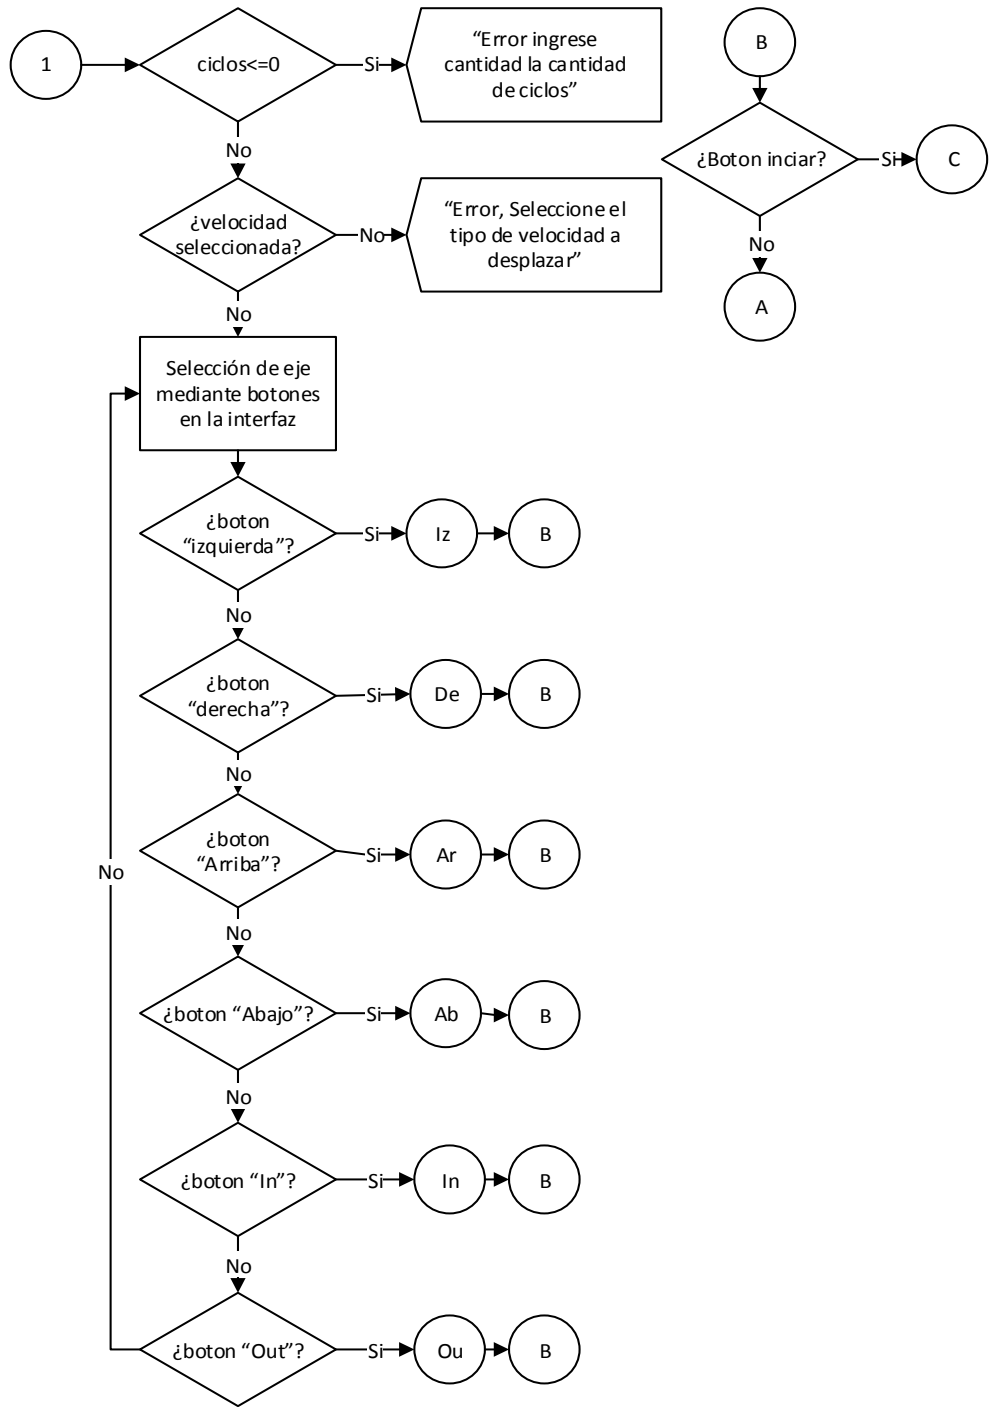 1
ciclos<=0
Si
“Error ingrese
cantidad la cantidad
de ciclos”
No
¿velocidad
seleccionada?
No
“Error, Seleccione el
tipo de velocidad a
desplazar”
No
Selección de eje
mediante botones
en la interfaz
¿boton
“izquierda”?
Si
Iz
B
No
¿boton
“derecha”?
Si
De
B
No
¿boton
“Arriba”?
Si
Ar
B
No
No
¿boton “Abajo”?
Si
Ab
B
No
¿boton “In”?
Si
In
B
No
¿boton “Out”?
Si
Ou
B
B
¿Boton inciar?
Si
C
No
A